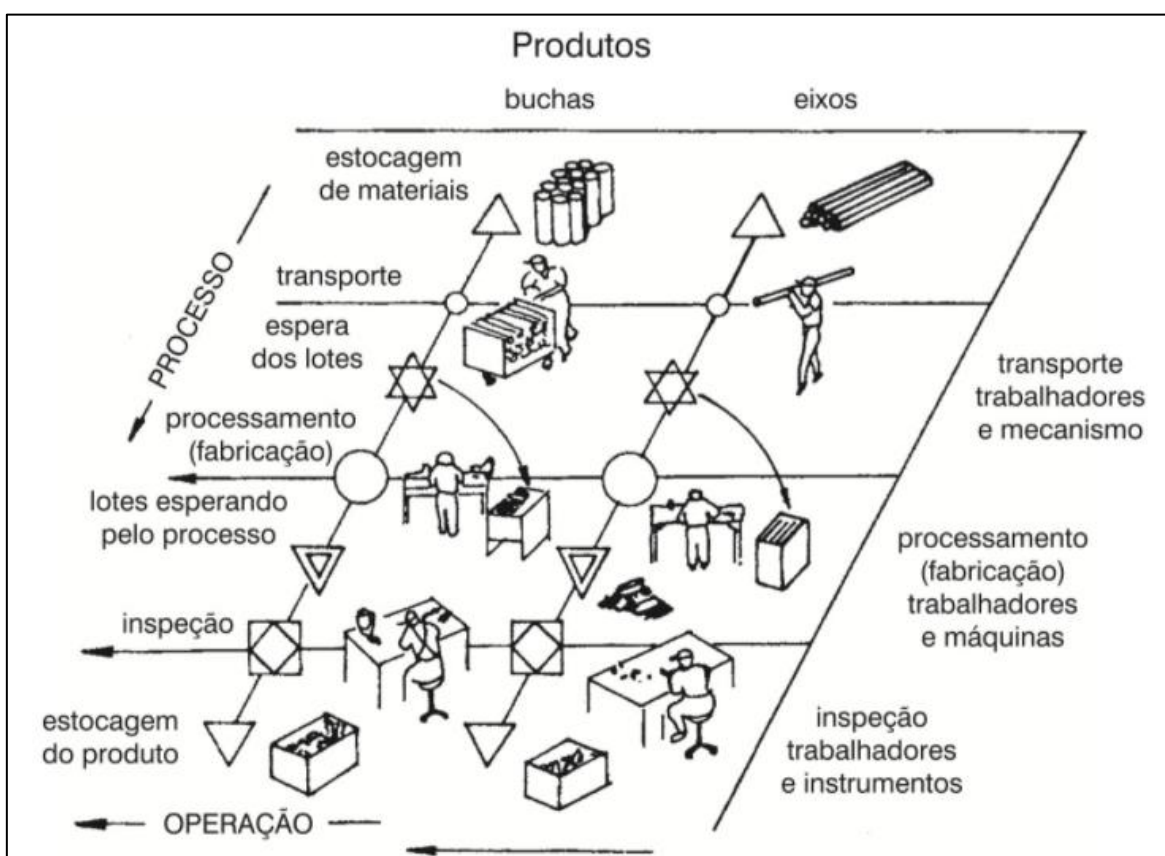 Produtos
buchas
eixos
estocagem
de materiais
transporte
espera
dos lotes
PROCESSO
processamento
(fabricação)
lotes esperando
pelo processo
inspeção
estocagem
do produto
OPERAÇÃO
transporte
trabalhadores
e mecanismo
processamento
(fabricação)
trabalhadores
e máquinas
inspeção
trabalhadores
e instrumentos